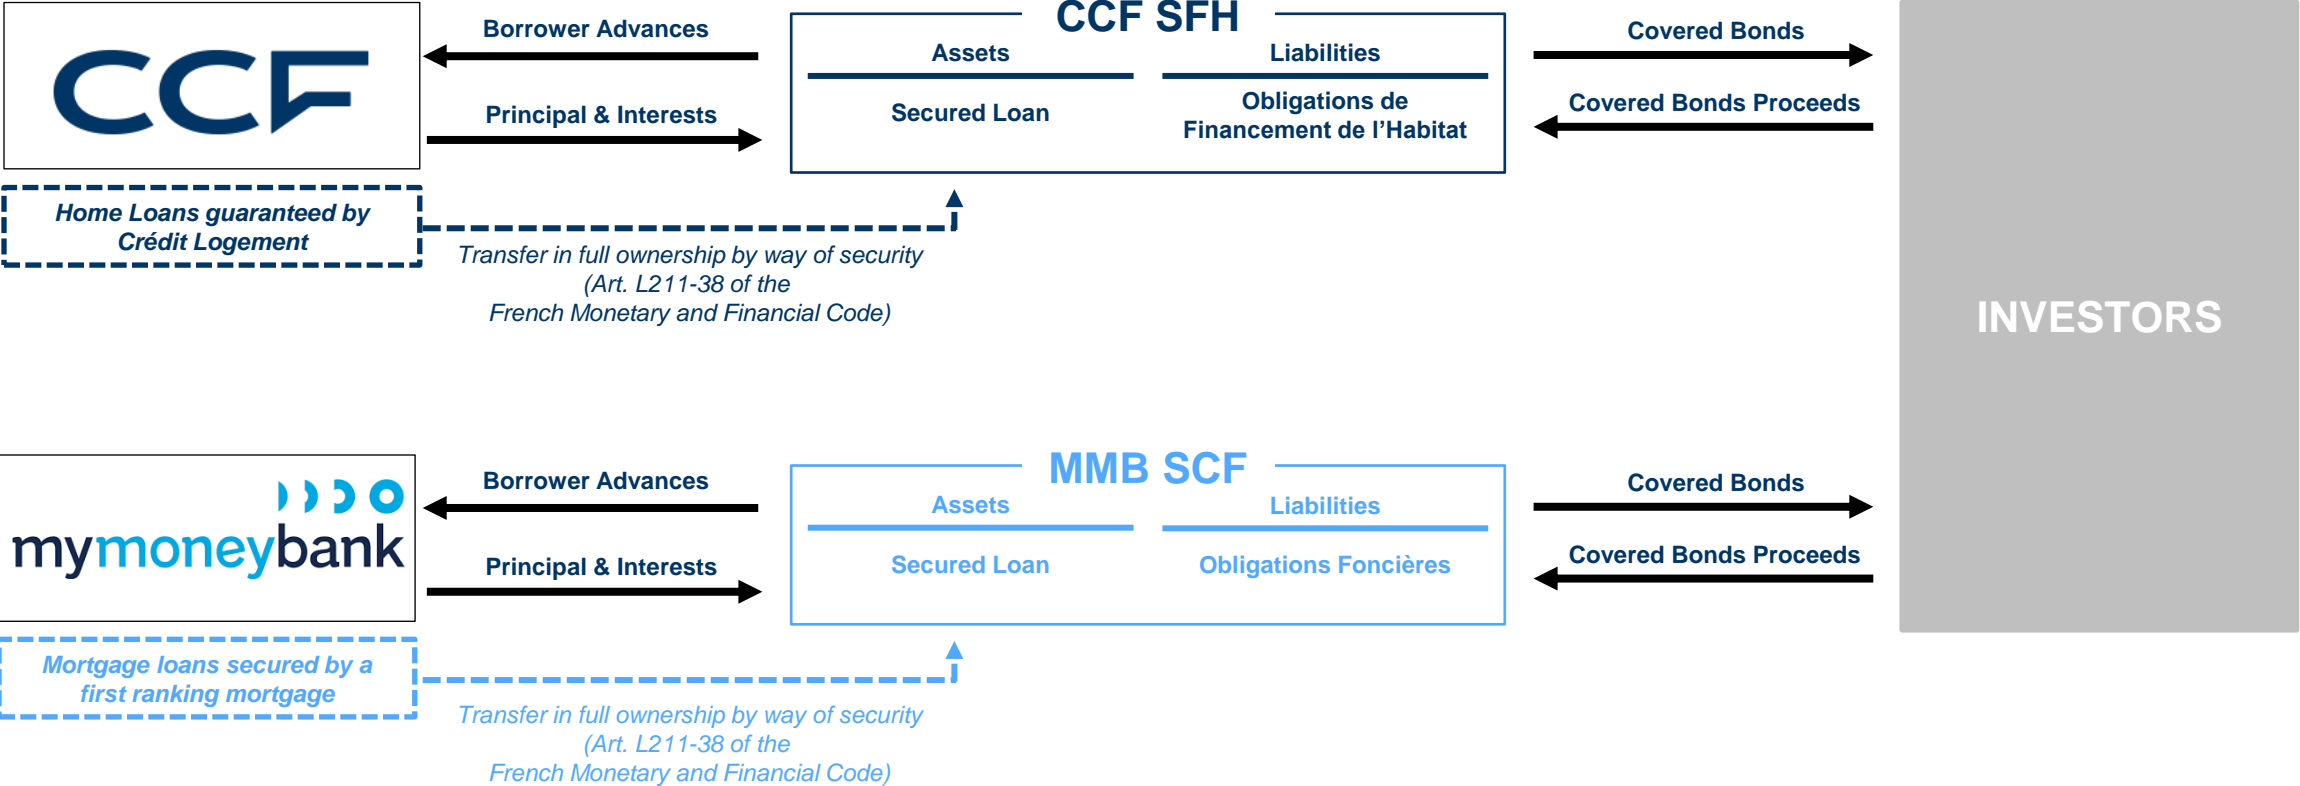 CCF
Borrower Advances
Principal & Interests
CCF SFH
Assets
Liabilities
Secured Loan
Obligations de
Financement de l’Habitat
Covered Bonds
Covered Bonds Proceeds
Home Loans guaranteed by
Crédit Logement
Transfer in full ownership by way of security
(Art. L211-38 of the
French Monetary and Financial Code)
INVESTORS
mymoneybank
Borrower Advances
Principal & Interests
MMB SCF
Assets
Liabilities
Secured Loan
Obligations Foncières
Covered Bonds
Covered Bonds Proceeds
Mortgage loans secured by a
first ranking mortgage
Transfer in full ownership by way of security
(Art. L211-38 of the
French Monetary and Financial Code)